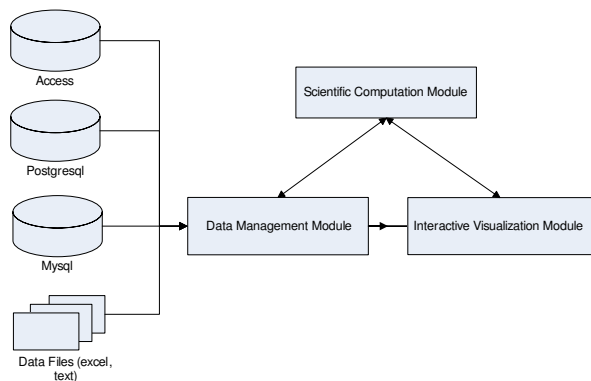 Access
Postgresql
Mysql
Data Files (excel,
text)
Scientific Computation Module
Data Management Module
Interactive Visualization Module